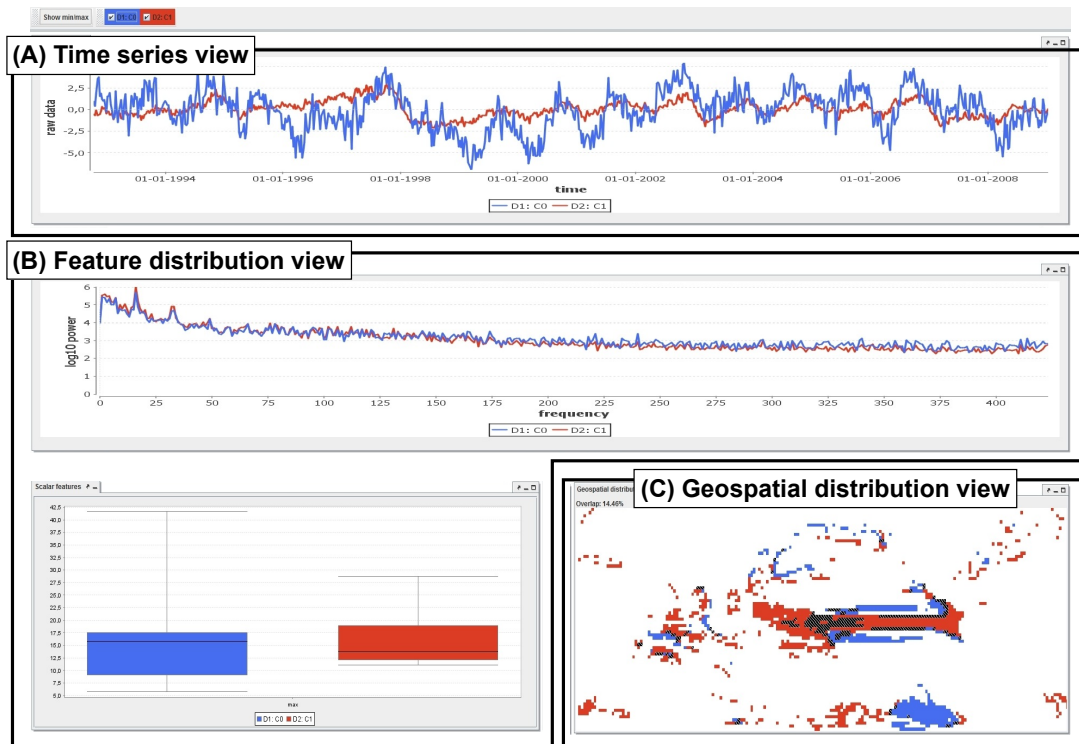 Show min/max D1: C0 D2: C1
(A) Time series view
raw data
2,5
0,0
-2,5
-5,0
01-01-1994 01-01-1996 01-01-1998 01-01-2000 01-01-2002 01-01-2004 01-01-2006 01-01-2008
time
D1: C0 D2: C1
(B) Feature distribution view
log10 power
6
5
4
3
2
1
0
0 25 50 75 100 125 150 175 200 225 250 275 300 325 350 375 400
frequency
D1: C0 D2: C1
Scalar features
42,5
40,0
37,5
35,0
32,5
30,0
27,5
25,0
22,5
20,0
17,5
15,0
12,5
10,0
7,5
5,0
max
D1: C0 D2: C1
(C) Geospatial distribution view
Geospatial distribu
Overlap: 14.46%